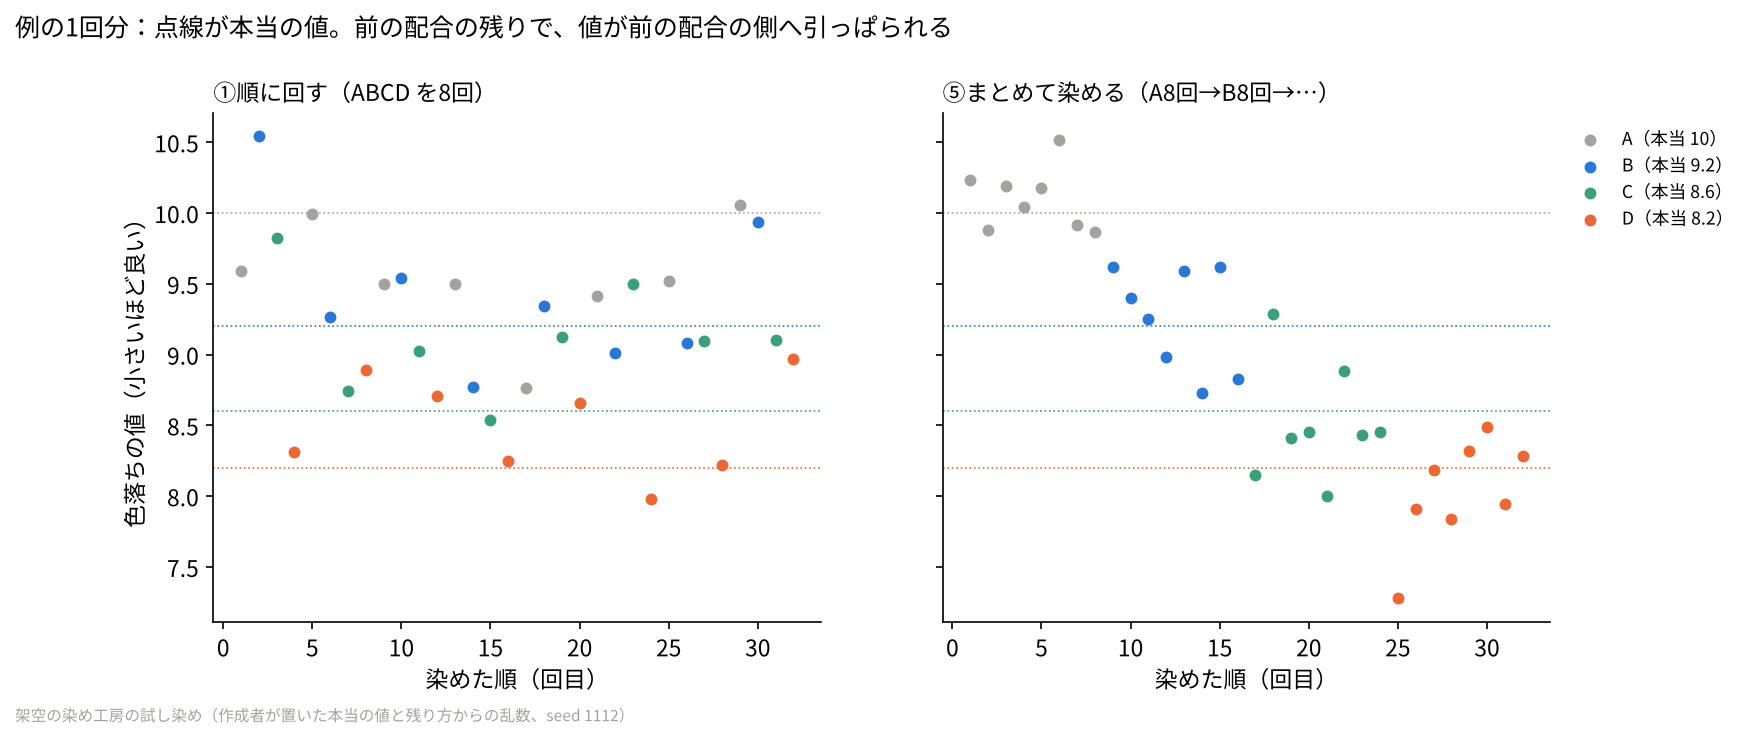 例の1回分：点線が本当の値。前の配合の残りで、値が前の配合の側へ引っぱられる
①順に回す（ABCD を8回）
10.5
10.0
9.5
9.0
8.5
8.0
7.5
色落ちの値（小さいほど良い）
0 5 10 15 20 25 30
染めた順（回目）
⑤まとめて染める（A8回→B8回→…）
0 5 10 15 20 25 30
染めた順（回目）
A（本当 10）
B（本当 9.2）
C（本当 8.6）
D（本当 8.2）
架空の染め工房の試し染め（作成者が置いた本当の値と残り方からの乱数、seed 1112）